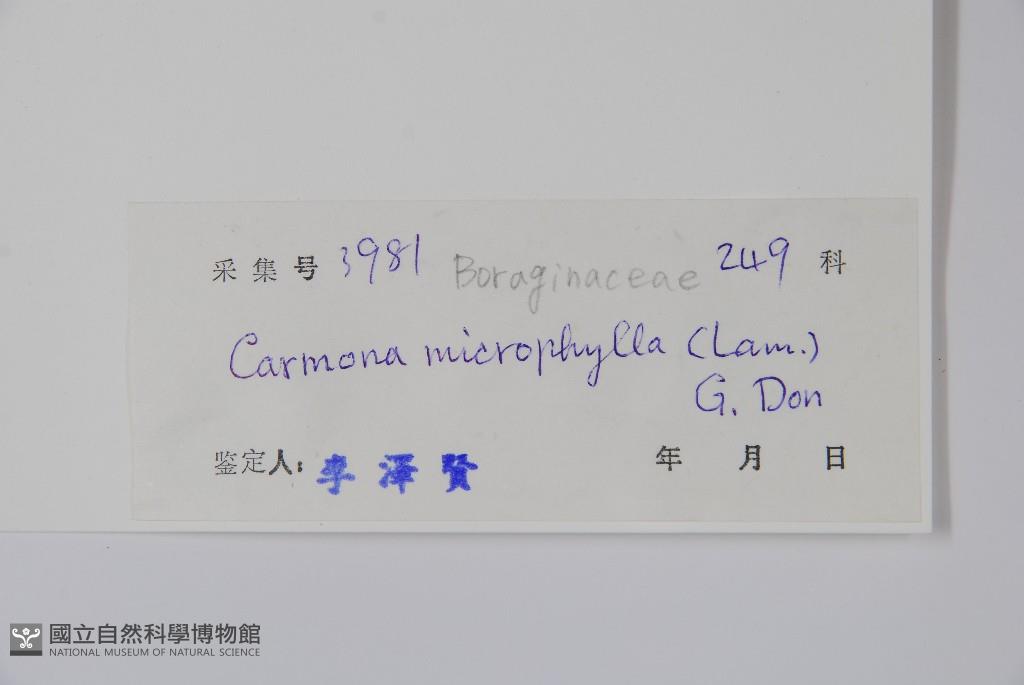 采集号 3981 Boraginaceae 249 科
Carmona microphylla (Lam.)
G. Don
鉴定人: 李澤賢 年 月 日
國立自然科學博物館
NATIONAL MUSEUM OF NATURAL SCIENCE